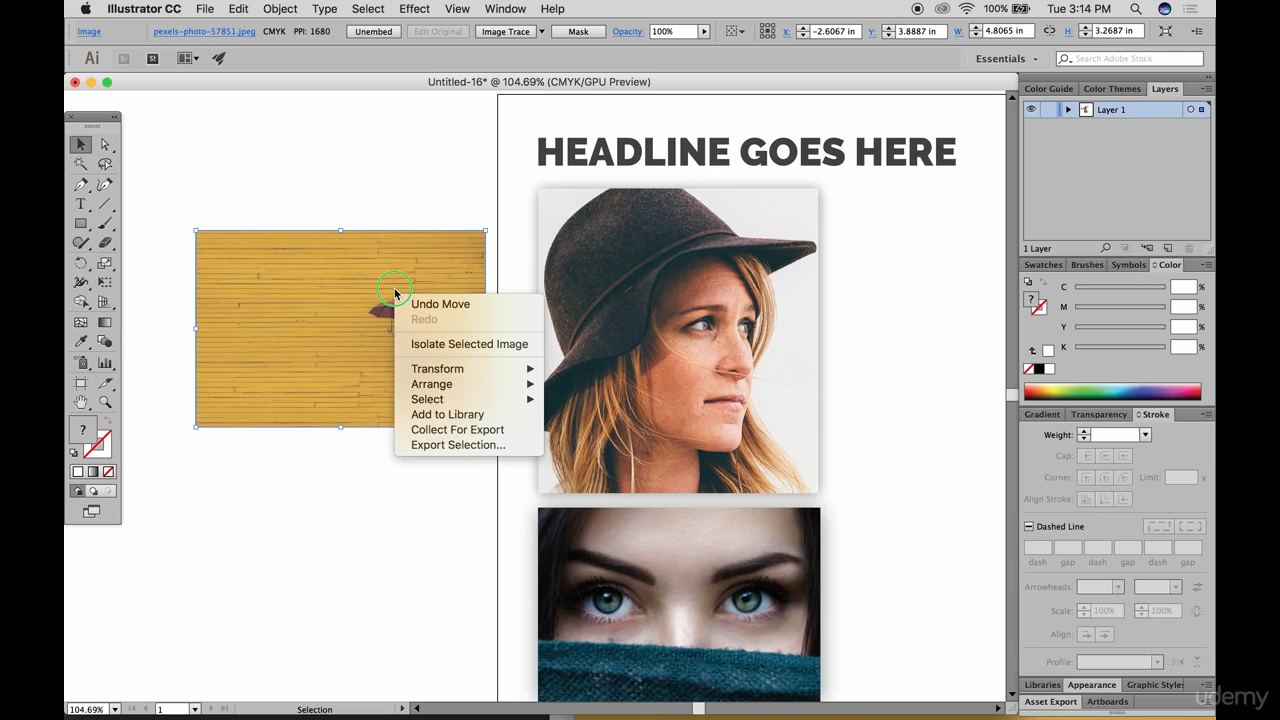 Illustrator CC File Edit Object Type Select Effect View Window Help 100% Tue 3:14 PM
Image pexels-photo-57851.jpeg CMYK PPI: 1680 Unembed Edit Original Image Trace Mask Opacity: 100% X: -2.6067 in Y: 3.8887 in W: 4.8065 in H: 3.2687 in
Ai Br St Essentials Search Adobe Stock
Untitled-16* @ 104.69% (CMYK/GPU Preview)
Color Guide Color Themes Layers
Layer 1
HEADLINE GOES HERE
1 Layer
Swatches Brushes Symbols Color
C %
M %
Y %
K %
Undo Move
Redo
Isolate Selected Image
Transform
Arrange
Select
Add to Library
Collect For Export
Export Selection...
Gradient Transparency Stroke
Weight:
Cap:
Corner: Limit: x
Align Stroke:
Dashed Line
dash gap dash gap dash gap
Arrowheads:
Scale: 100% 100%
Align:
Profile:
Libraries Appearance Graphic Styles
Asset Export Artboards
104.69% 1 Selection
udemy